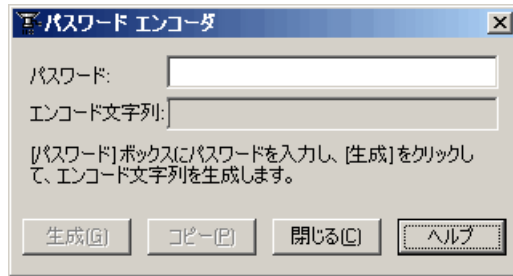 パスワード エンコーダ
パスワード:
エンコード文字列:
[パスワード] ボックスにパスワードを入力し、[生成] をクリックし
て、エンコード文字列を生成します。
生成(G) コピー(P) 閉じる(C) ヘルプ